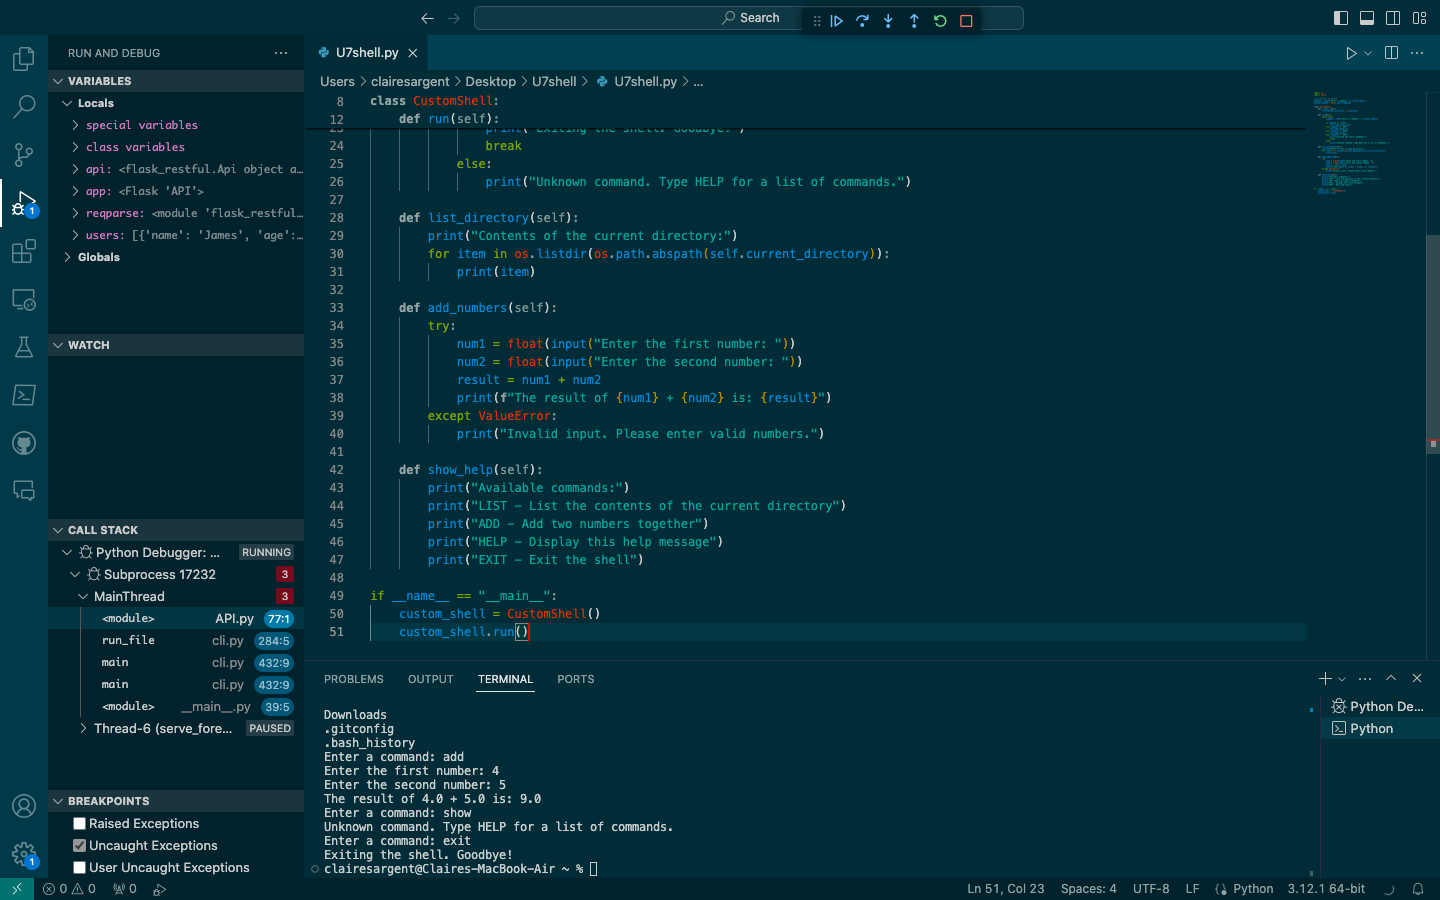 Search
RUN AND DEBUG
VARIABLES
Locals
special variables
class variables
api: <flask_restful.Api object a…
app: <Flask 'API'>
reqparse: <module 'flask_restful…
users: [{'name': 'James', 'age':…
Globals
WATCH
CALL STACK
Python Debugger: ... RUNNING
Subprocess 17232 3
MainThread 3
<module> API.py 77:1
run_file cli.py 284:5
main cli.py 432:9
main cli.py 432:9
<module> __main__.py 39:5
Thread-6 (serve_fore... PAUSED
BREAKPOINTS
Raised Exceptions
Uncaught Exceptions
User Uncaught Exceptions
1
1
U7shell.py
Users > clairesargent > Desktop > U7shell > U7shell.py > ...
8 class CustomShell:
12 def run(self):
23 print("Exiting the shell. Goodbye!")
24 break
25 else:
26 print("Unknown command. Type HELP for a list of commands.")
27
28 def list_directory(self):
29 print("Contents of the current directory:")
30 for item in os.listdir(os.path.abspath(self.current_directory)):
31 print(item)
32
33 def add_numbers(self):
34 try:
35 num1 = float(input("Enter the first number: "))
36 num2 = float(input("Enter the second number: "))
37 result = num1 + num2
38 print(f"The result of {num1} + {num2} is: {result}")
39 except ValueError:
40 print("Invalid input. Please enter valid numbers.")
41
42 def show_help(self):
43 print("Available commands:")
44 print("LIST - List the contents of the current directory")
45 print("ADD - Add two numbers together")
46 print("HELP - Display this help message")
47 print("EXIT - Exit the shell")
48
49 if __name__ == "__main__":
50 custom_shell = CustomShell()
51 custom_shell.run()
PROBLEMS OUTPUT TERMINAL PORTS
Downloads
.gitconfig
.bash_history
Enter a command: add
Enter the first number: 4
Enter the second number: 5
The result of 4.0 + 5.0 is: 9.0
Enter a command: show
Unknown command. Type HELP for a list of commands.
Enter a command: exit
Exiting the shell. Goodbye!
clairesargent@Claires-MacBook-Air ~ %
Python De...
Python
0 0 0 Ln 51, Col 23 Spaces: 4 UTF-8 LF Python 3.12.1 64-bit